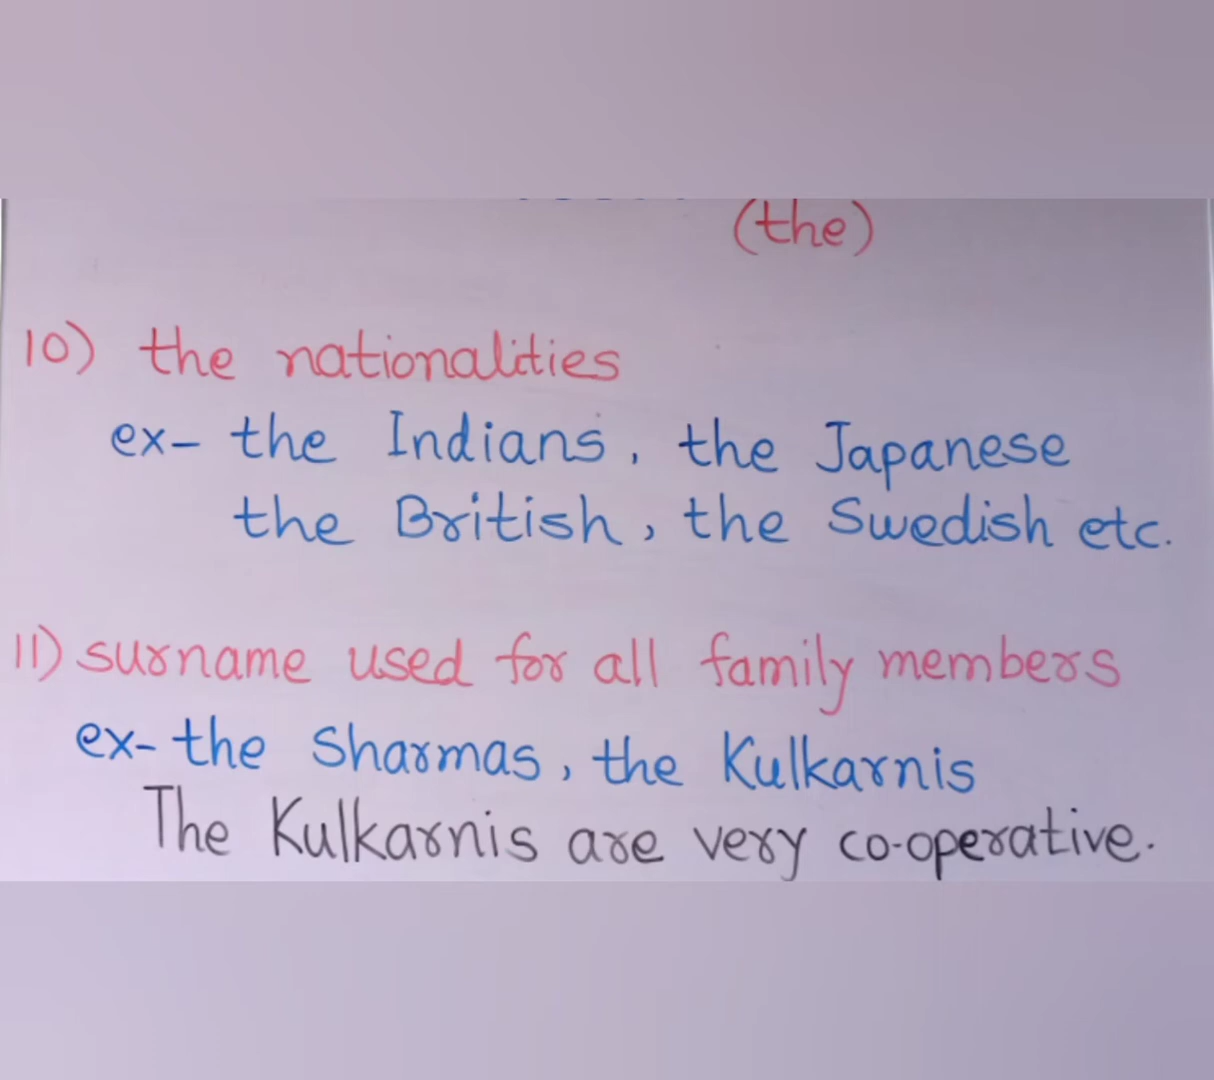 (the)
10) the nationalities
ex- the Indians, the Japanese
the British, the Swedish etc.
11) surname used for all family members
ex- the Sharmas, the Kulkarnis
The Kulkarnis are very co-operative.